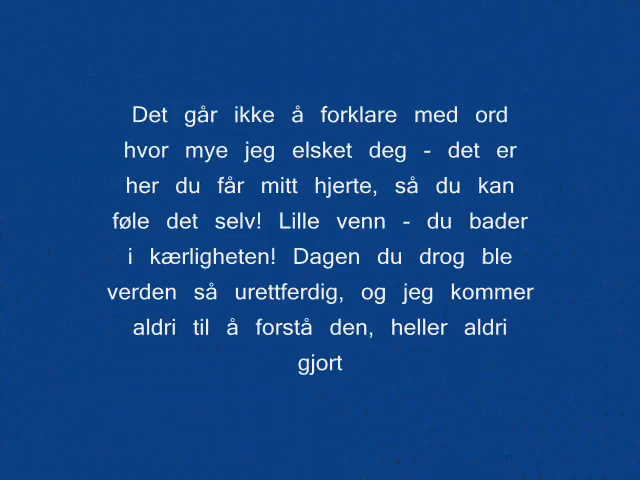 Det går ikke å forklare med ord
hvor mye jeg elsket deg - det er
her du får mitt hjerte, så du kan
føle det selv! Lille venn - du bader
i kærligheten! Dagen du drog ble
verden så urettferdig, og jeg kommer
aldri til å forstå den, heller aldri
gjort